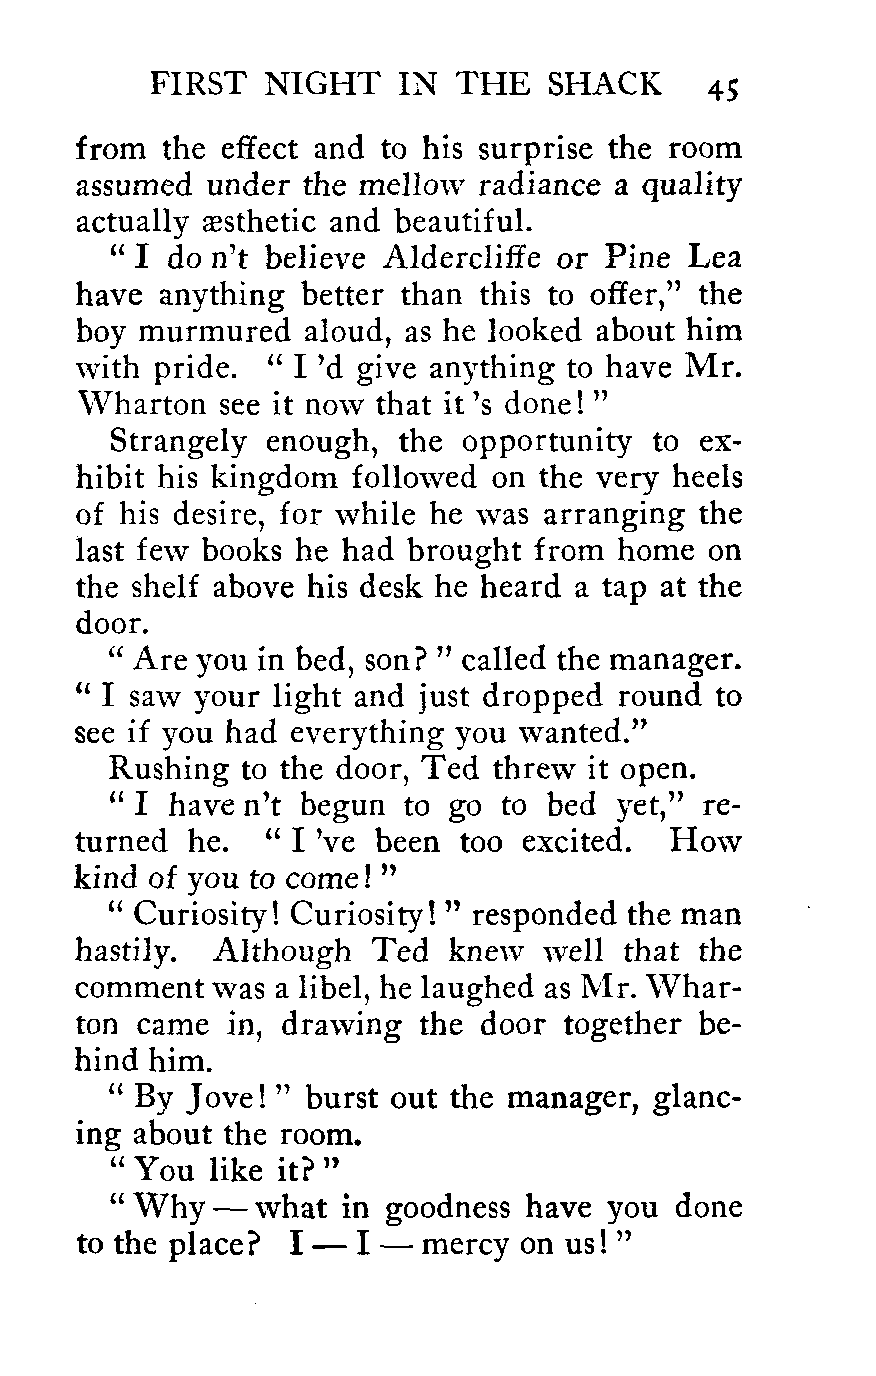 FIRST NIGHT IN THE SHACK 45
from the effect and to his surprise the room
assumed under the mellow radiance a quality
actually æsthetic and beautiful.
“ I do n’t believe Aldercliffe or Pine Lea
have anything better than this to offer,” the
boy murmured aloud, as he looked about him
with pride. “ I ’d give anything to have Mr.
Wharton see it now that it ’s done! ”
Strangely enough, the opportunity to ex-
hibit his kingdom followed on the very heels
of his desire, for while he was arranging the
last few books he had brought from home on
the shelf above his desk he heard a tap at the
door.
“ Are you in bed, son? ” called the manager.
“ I saw your light and just dropped round to
see if you had everything you wanted.”
Rushing to the door, Ted threw it open.
“ I have n’t begun to go to bed yet,” re-
turned he. “ I ’ve been too excited. How
kind of you to come! ”
“ Curiosity! Curiosity! ” responded the man
hastily. Although Ted knew well that the
comment was a libel, he laughed as Mr. Whar-
ton came in, drawing the door together be-
hind him.
“ By Jove! ” burst out the manager, glanc-
ing about the room.
“ You like it? ”
“ Why — what in goodness have you done
to the place? I — I — mercy on us! ”